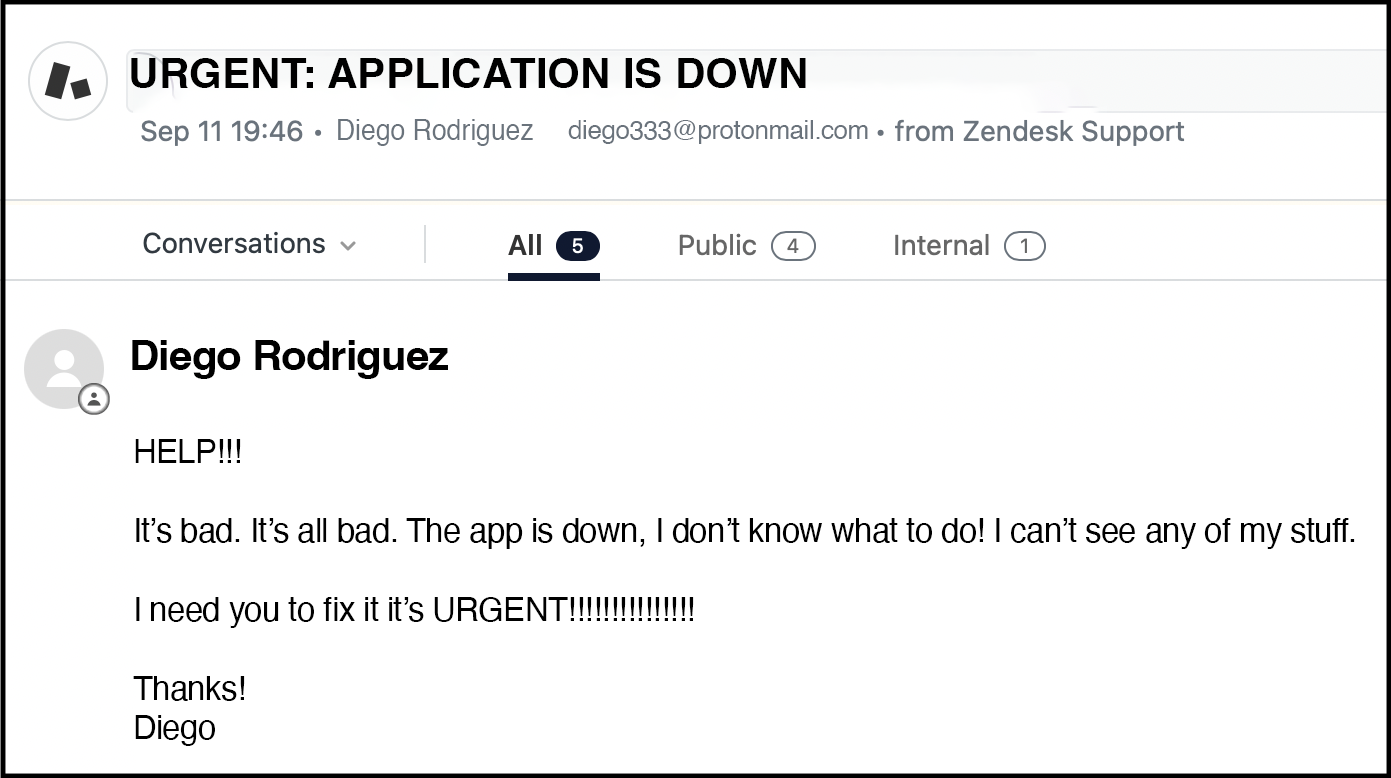 URGENT: APPLICATION IS DOWN
Sep 11 19:46 • Diego Rodriguez diego333@protonmail.com • from Zendesk Support
Conversations All 5 Public 4 Internal 1
Diego Rodriguez
HELP!!!
It’s bad. It’s all bad. The app is down, I don’t know what to do! I can’t see any of my stuff.
I need you to fix it it’s URGENT!!!!!!!!!!!!!!!
Thanks!
Diego